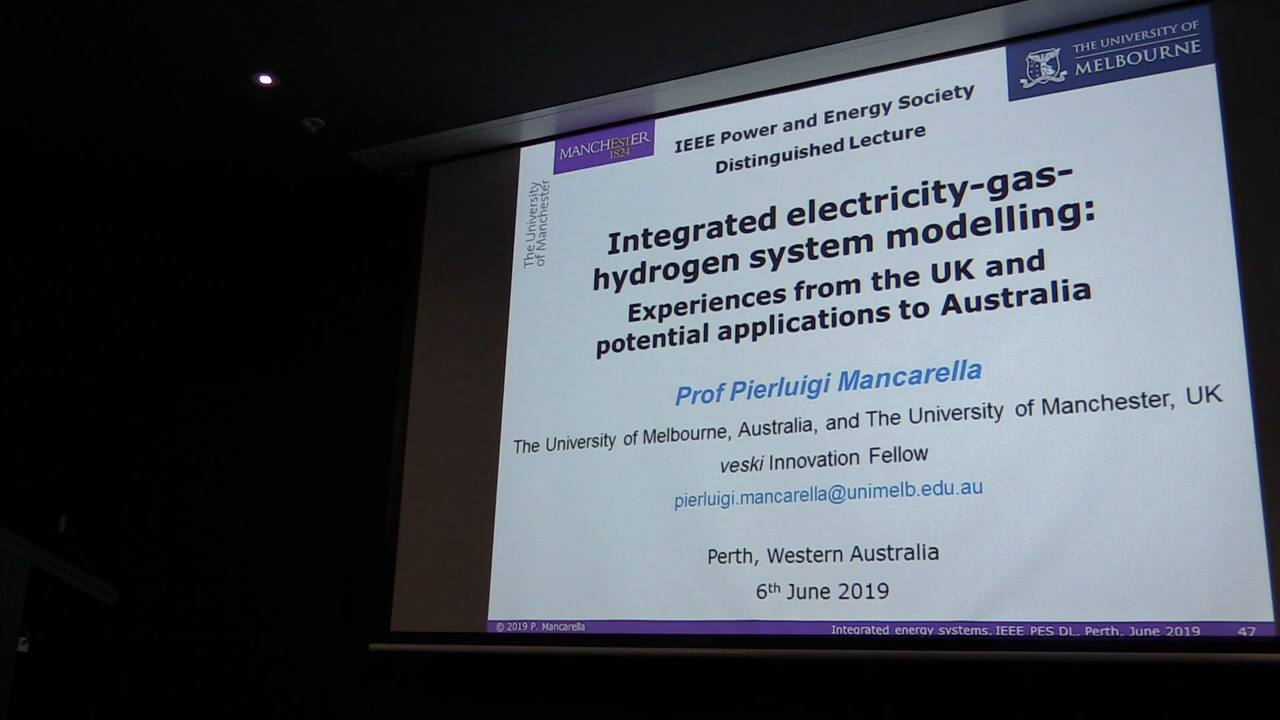 THE UNIVERSITY OF
MELBOURNE
MANCHESTER
1824
The University
of Manchester
IEEE Power and Energy Society
Distinguished Lecture
Integrated electricity-gas-
hydrogen system modelling:
Experiences from the UK and
potential applications to Australia
Prof Pierluigi Mancarella
The University of Melbourne, Australia, and The University of Manchester, UK
veski Innovation Fellow
pierluigi.mancarella@unimelb.edu.au
Perth, Western Australia
6th June 2019
© 2019 P. Mancarella
Integrated energy systems, IEEE PES DL, Perth, June 2019
47